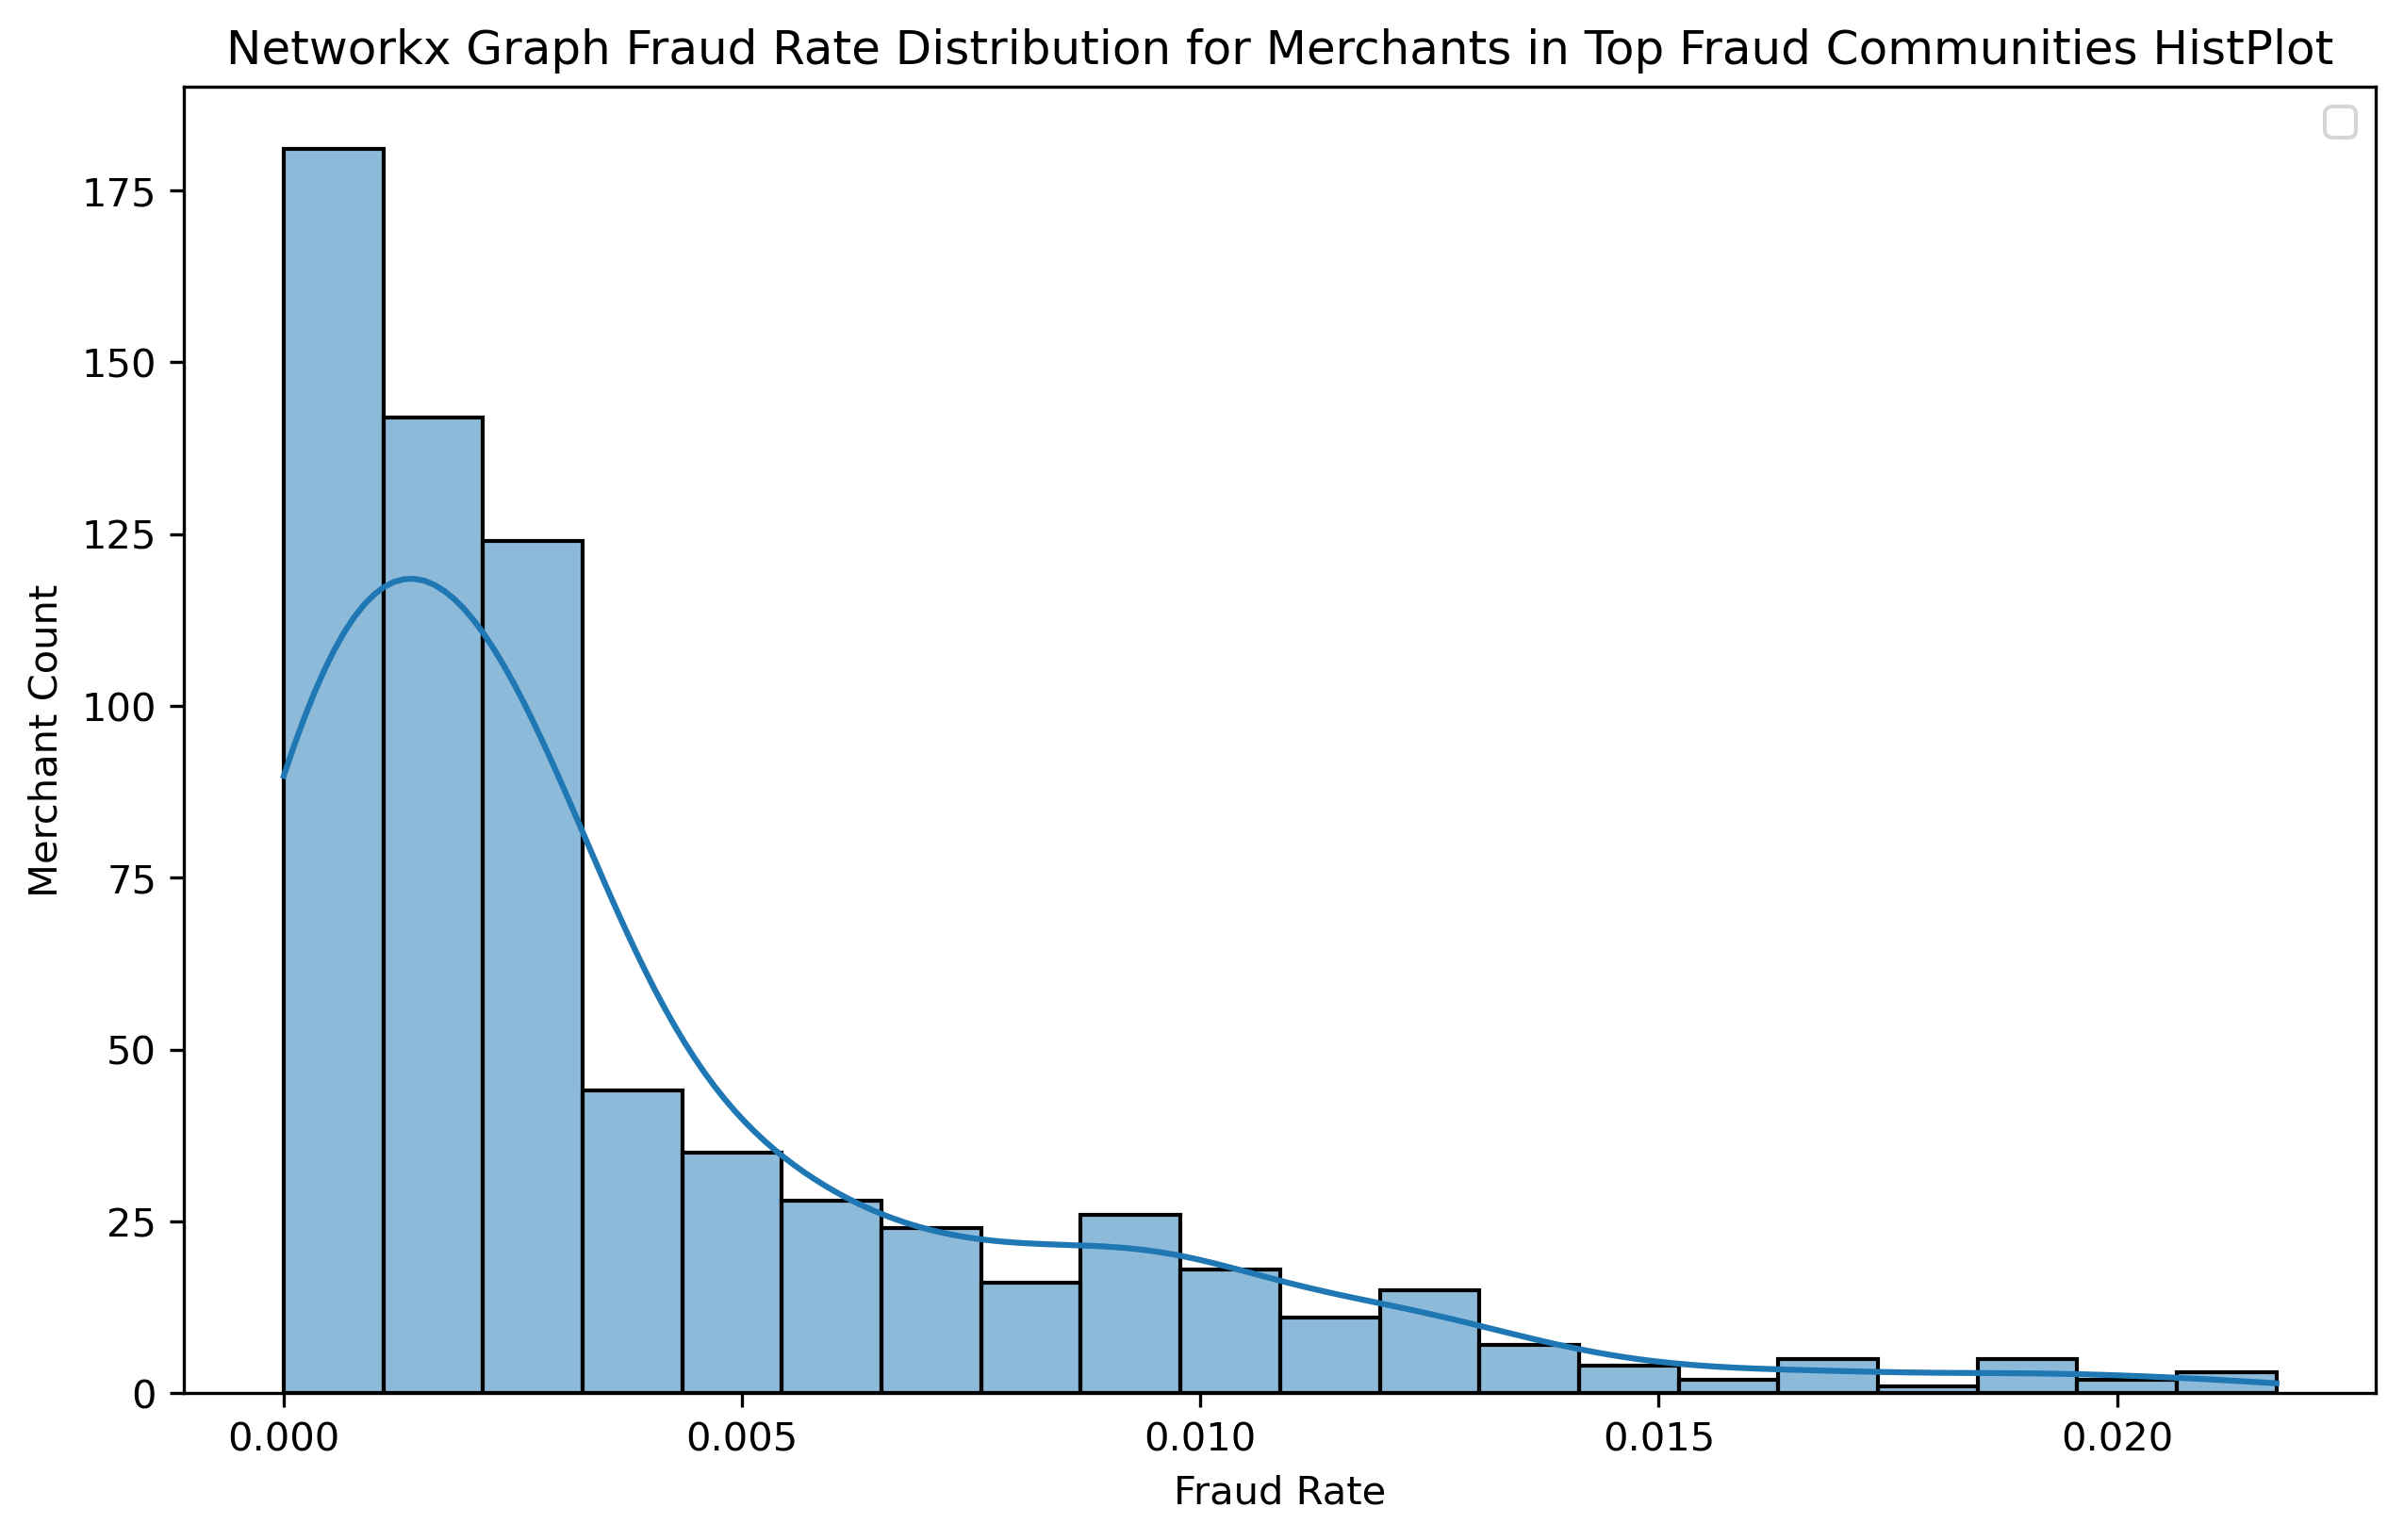 Networkx Graph Fraud Rate Distribution for Merchants in Top Fraud Communities HistPlot
175
150
125
100
75
50
25
0
Merchant Count
0.000 0.005 0.010 0.015 0.020
Fraud Rate